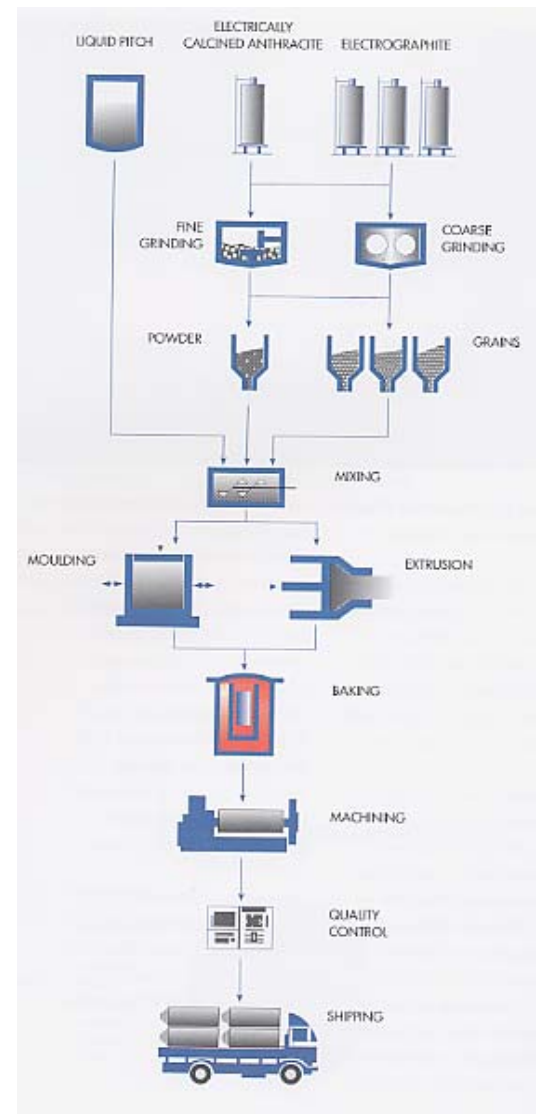 LIQUID PITCH
ELECTRICALLY
CALCINED ANTHRACITE
ELECTROGRAPHITE
FINE
GRINDING
COARSE
GRINDING
POWDER
GRAINS
MIXING
MOULDING
EXTRUSION
BAKING
MACHINING
QUALITY
CONTROL
SHIPPING